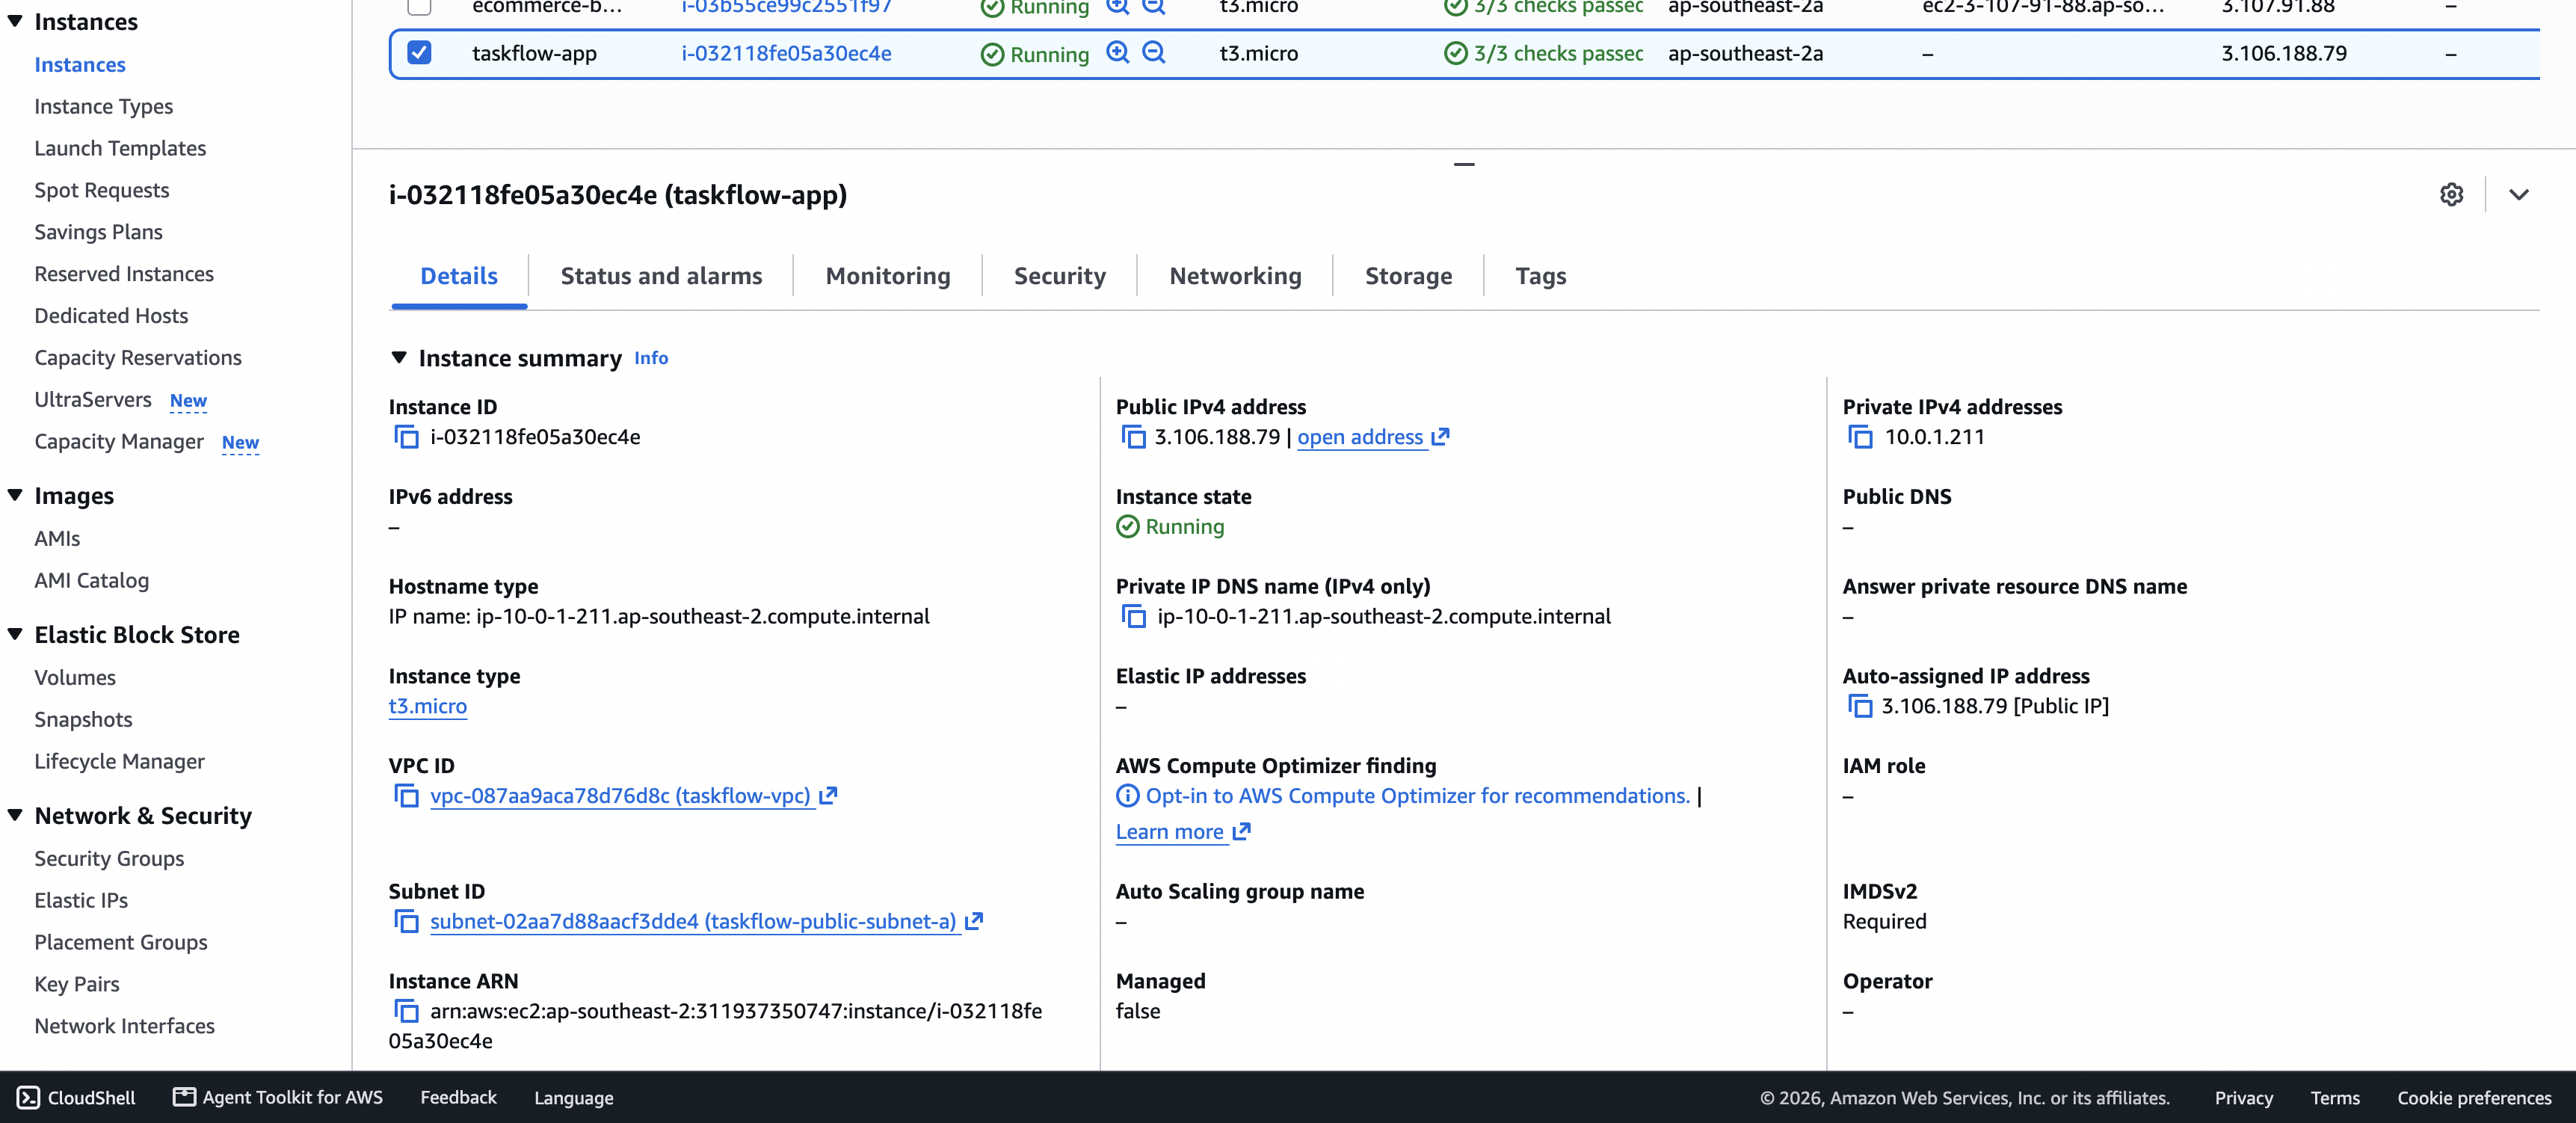 Instances
Instances
Instance Types
Launch Templates
Spot Requests
Savings Plans
Reserved Instances
Dedicated Hosts
Capacity Reservations
UltraServers New
Capacity Manager New
Images
AMIs
AMI Catalog
Elastic Block Store
Volumes
Snapshots
Lifecycle Manager
Network & Security
Security Groups
Elastic IPs
Placement Groups
Key Pairs
Network Interfaces
ecommerce-b... i-03b55ce99c2551f97 Running t3.micro 3/3 checks passec ap-southeast-2a ec2-3-107-91-88.ap-so... 3.107.91.88 –
taskflow-app i-032118fe05a30ec4e Running t3.micro 3/3 checks passec ap-southeast-2a – 3.106.188.79 –
i-032118fe05a30ec4e (taskflow-app)
Details Status and alarms Monitoring Security Networking Storage Tags
Instance summary Info
Instance ID
i-032118fe05a30ec4e
Public IPv4 address
3.106.188.79 | open address
Private IPv4 addresses
10.0.1.211
IPv6 address
–
Instance state
Running
Public DNS
–
Hostname type
IP name: ip-10-0-1-211.ap-southeast-2.compute.internal
Private IP DNS name (IPv4 only)
ip-10-0-1-211.ap-southeast-2.compute.internal
Answer private resource DNS name
–
Instance type
t3.micro
Elastic IP addresses
–
Auto-assigned IP address
3.106.188.79 [Public IP]
VPC ID
vpc-087aa9aca78d76d8c (taskflow-vpc)
AWS Compute Optimizer finding
Opt-in to AWS Compute Optimizer for recommendations. |
Learn more
IAM role
–
Subnet ID
subnet-02aa7d88aacf3dde4 (taskflow-public-subnet-a)
Auto Scaling group name
–
IMDSv2
Required
Instance ARN
arn:aws:ec2:ap-southeast-2:311937350747:instance/i-032118fe
05a30ec4e
Managed
false
Operator
–
CloudShell Agent Toolkit for AWS Feedback Language © 2026, Amazon Web Services, Inc. or its affiliates. Privacy Terms Cookie preferences